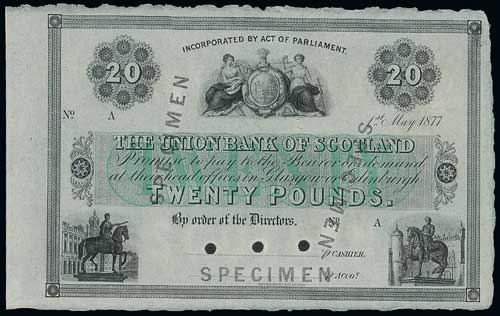 INCORPORATED BY ACT OF PARLIAMENT.
20
20
No A
1st May 1877
SPECIMEN
SPECIMEN
THE UNION BANK OF SCOTLAND
Promise to pay to the Bearer on demand
at their head offices in Glasgow or Edinburgh
TWENTY POUNDS.
By order of the Directors.
No A
p CASHIER.
SPECIMEN
p ACCOT.